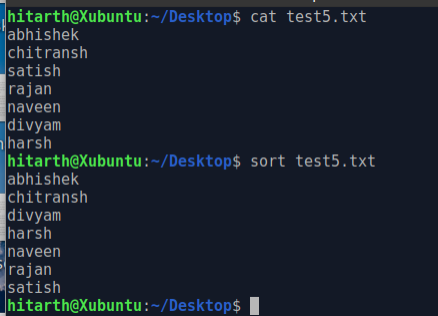 hitarth@Xubuntu:~/Desktop$ cat test5.txt
abhishek
chitransh
satish
rajan
naveen
divyam
harsh
hitarth@Xubuntu:~/Desktop$ sort test5.txt
abhishek
chitransh
divyam
harsh
naveen
rajan
satish
hitarth@Xubuntu:~/Desktop$